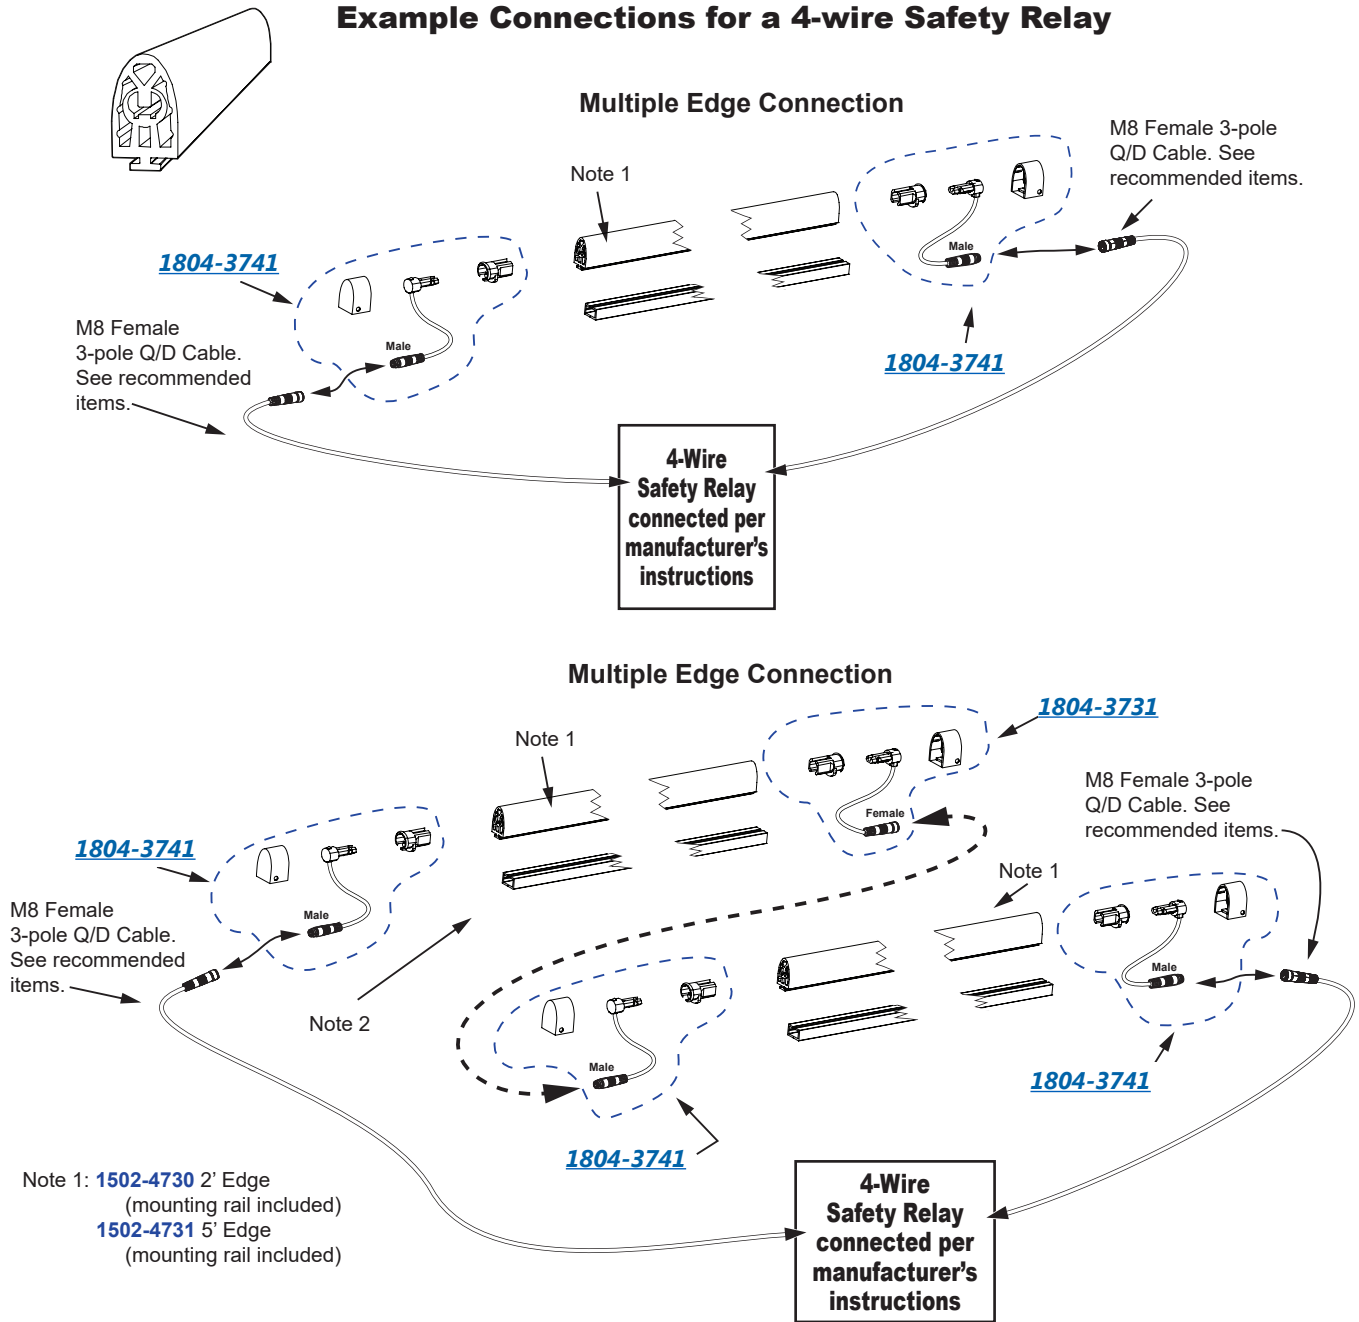 Example Connections for a 4-wire Safety Relay
Multiple Edge Connection
M8 Female 3-pole
Q/D Cable. See
recommended items.
Note 1
Male
1804-3741
1804-3741
M8 Female
3-pole Q/D Cable.
See recommended
items.
Male
4-Wire
Safety Relay
connected per
manufacturer's
instructions
Multiple Edge Connection
1804-3731
Note 1
M8 Female 3-pole
Q/D Cable. See
recommended items.
Female
1804-3741
Note 1
M8 Female
3-pole Q/D Cable.
See recommended
items.
Male
Male
Note 2
Male
1804-3741
1804-3741
Note 1: 1502-4730 2' Edge
(mounting rail included)
1502-4731 5' Edge
(mounting rail included)
4-Wire
Safety Relay
connected per
manufacturer's
instructions